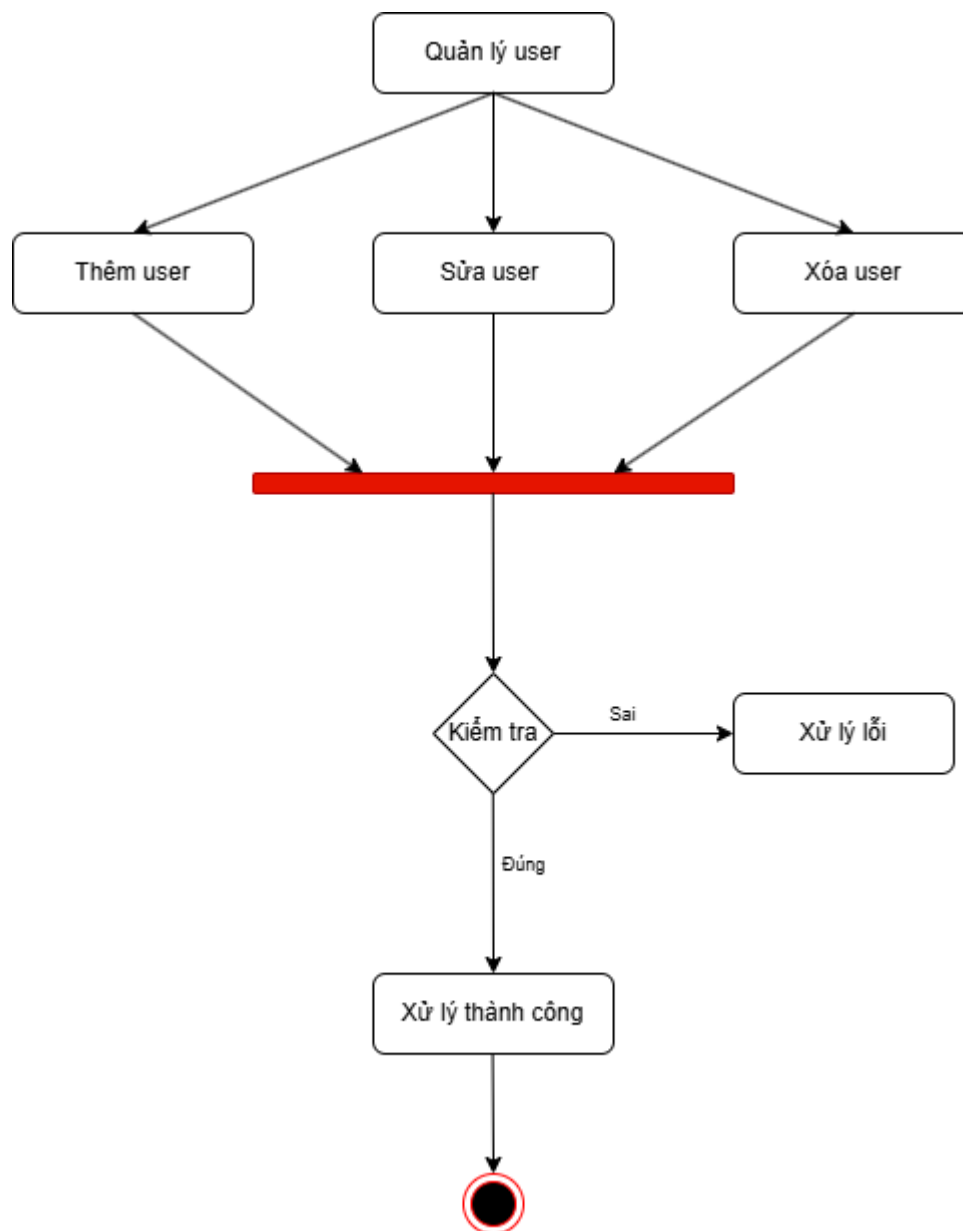 Quản lý user
Thêm user
Sửa user
Xóa user
Kiểm tra
Sai
Xử lý lỗi
Đúng
Xử lý thành công